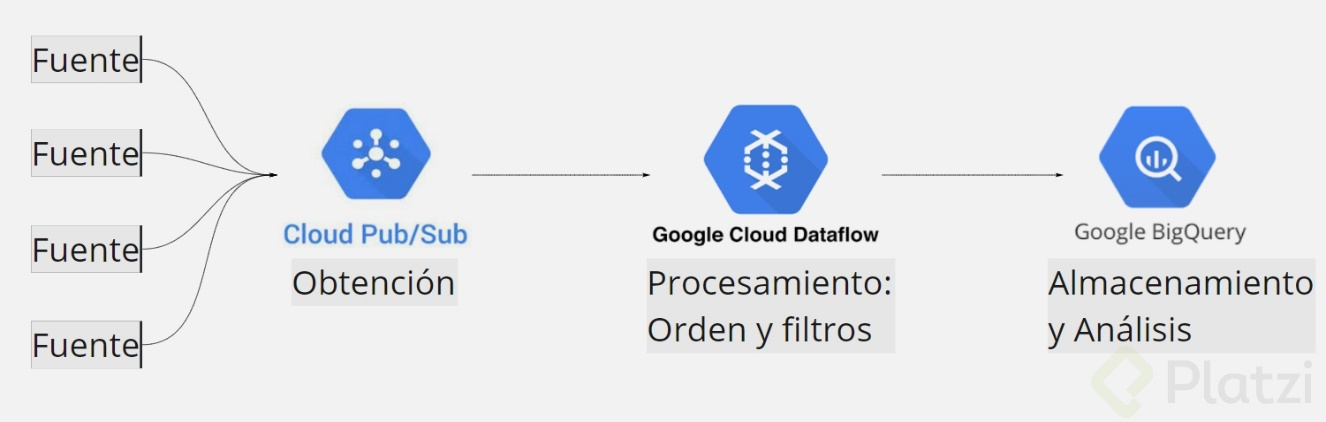 Fuente
Fuente
Fuente
Fuente
Cloud Pub/Sub
Obtención
Google Cloud Dataflow
Procesamiento:
Orden y filtros
Google BigQuery
Almacenamiento
y Análisis
Platzi